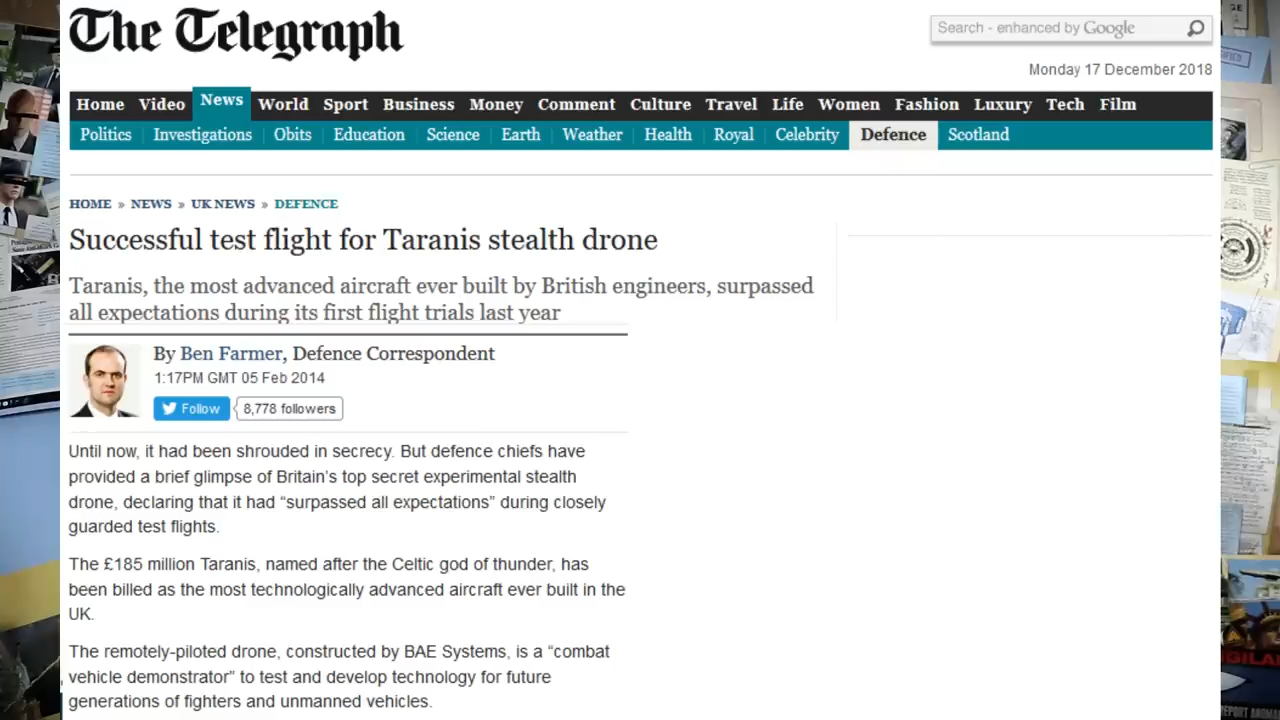 The Telegraph
Search - enhanced by Google
Monday 17 December 2018
Home Video News World Sport Business Money Comment Culture Travel Life Women Fashion Luxury Tech Film
Politics Investigations Obits Education Science Earth Weather Health Royal Celebrity Defence Scotland
HOME » NEWS » UK NEWS » DEFENCE
Successful test flight for Taranis stealth drone
Taranis, the most advanced aircraft ever built by British engineers, surpassed
all expectations during its first flight trials last year
By Ben Farmer, Defence Correspondent
1:17PM GMT 05 Feb 2014
Follow 8,778 followers
Until now, it had been shrouded in secrecy. But defence chiefs have
provided a brief glimpse of Britain’s top secret experimental stealth
drone, declaring that it had “surpassed all expectations” during closely
guarded test flights.
The £185 million Taranis, named after the Celtic god of thunder, has
been billed as the most technologically advanced aircraft ever built in the
UK.
The remotely-piloted drone, constructed by BAE Systems, is a “combat
vehicle demonstrator” to test and develop technology for future
generations of fighters and unmanned vehicles.